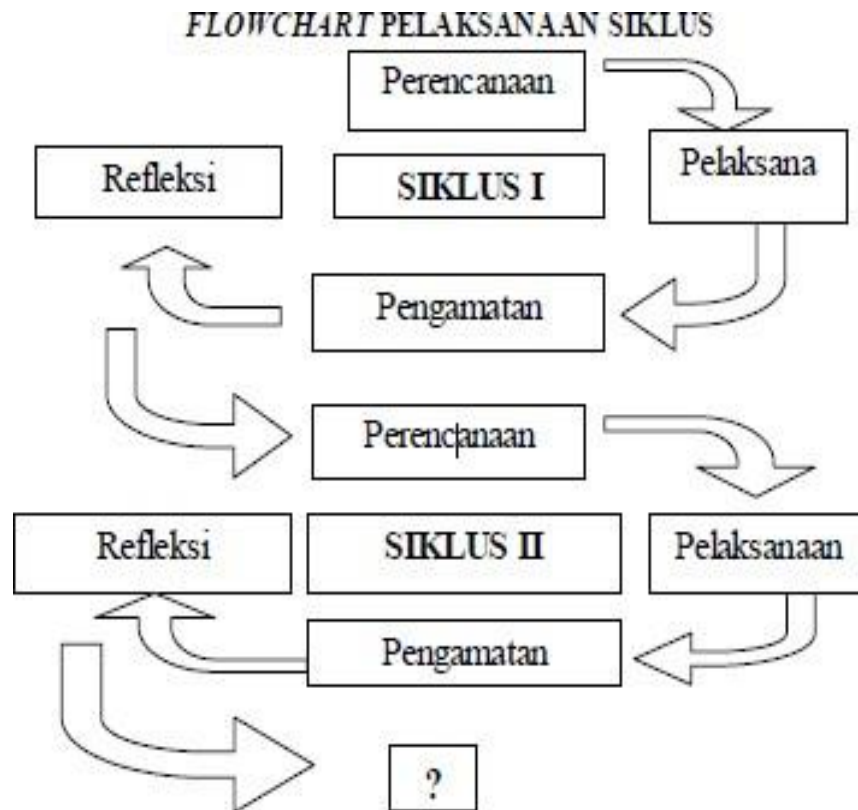 FLOWCHART PELAKSANAAN SIKLUS
Perencanaan
Refleksi
SIKLUS I
Pelaksana
Pengamatan
Perencanaan
Refleksi
SIKLUS II
Pelaksanaan
Pengamatan
?